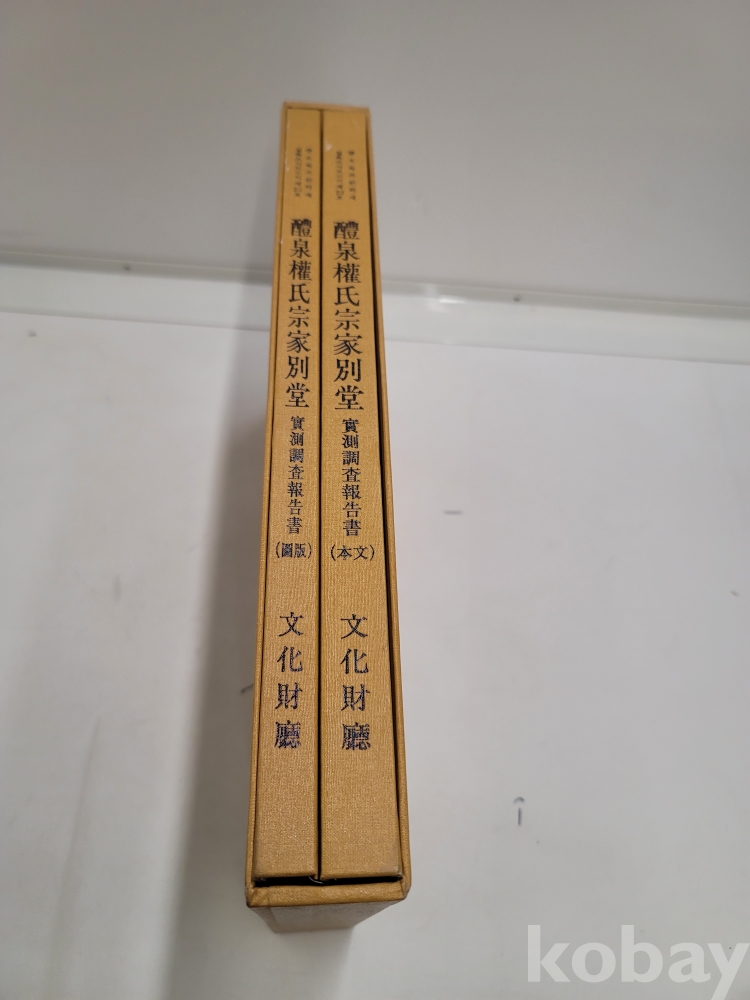 醴泉權氏宗家別堂
實測調査報告書
(圖版)
文化財廳
醴泉權氏宗家別堂
實測調査報告書
(本文)
文化財廳
kobay